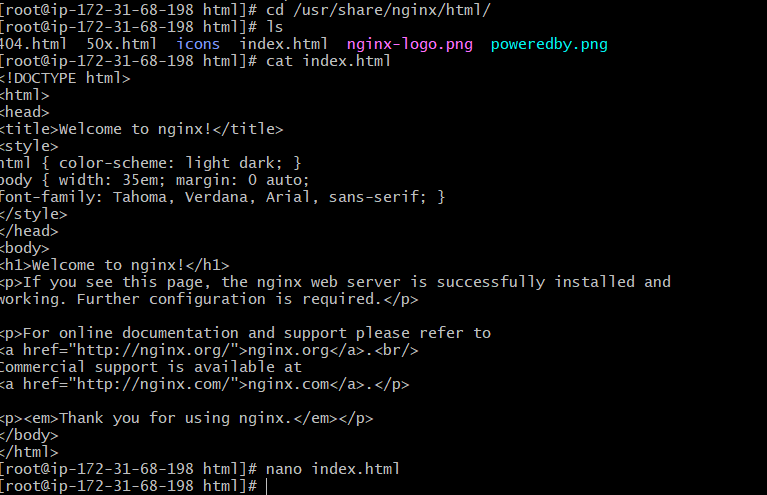 [root@ip-172-31-68-198 html]# cd /usr/share/nginx/html/
[root@ip-172-31-68-198 html]# ls
404.html  50x.html  icons  index.html  nginx-logo.png  poweredby.png
[root@ip-172-31-68-198 html]# cat index.html
<!DOCTYPE html>
<html>
<head>
<title>Welcome to nginx!</title>
<style>
html { color-scheme: light dark; }
body { width: 35em; margin: 0 auto;
font-family: Tahoma, Verdana, Arial, sans-serif; }
</style>
</head>
<body>
<h1>Welcome to nginx!</h1>
<p>If you see this page, the nginx web server is successfully installed and
working. Further configuration is required.</p>

<p>For online documentation and support please refer to
<a href="http://nginx.org/">nginx.org</a>.<br/>
Commercial support is available at
<a href="http://nginx.com/">nginx.com</a>.</p>

<p><em>Thank you for using nginx.</em></p>
</body>
</html>
[root@ip-172-31-68-198 html]# nano index.html
[root@ip-172-31-68-198 html]#